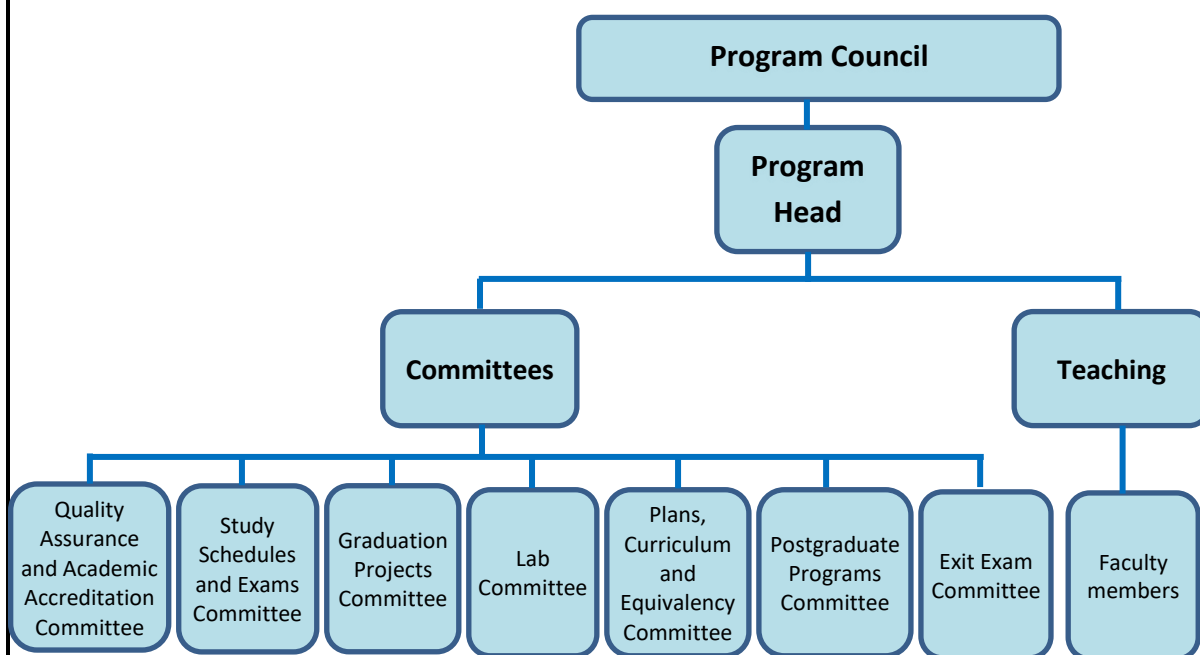 Program Council
Program
Head
Committees
Teaching
Quality
Assurance
and Academic
Accreditation
Committee
Study
Schedules
and Exams
Committee
Graduation
Projects
Committee
Lab
Committee
Plans,
Curriculum
and
Equivalency
Committee
Postgraduate
Programs
Committee
Exit Exam
Committee
Faculty
members